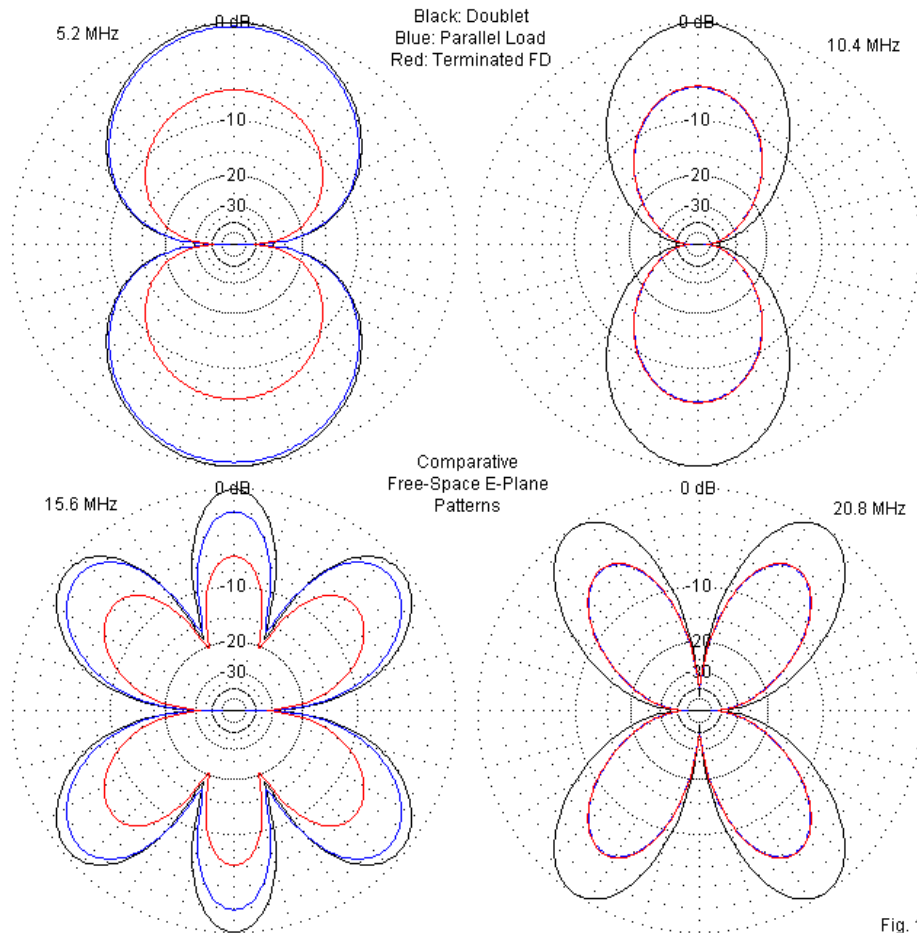 5.2 MHz
0 dB
-10
-20
-30
Black: Doublet
Blue: Parallel Load
Red: Terminated FD
10.4 MHz
0 dB
-10
-20
-30
Comparative
Free-Space E-Plane
Patterns
15.6 MHz
0 dB
-10
-20
-30
20.8 MHz
0 dB
-10
-20
-30
Fig.